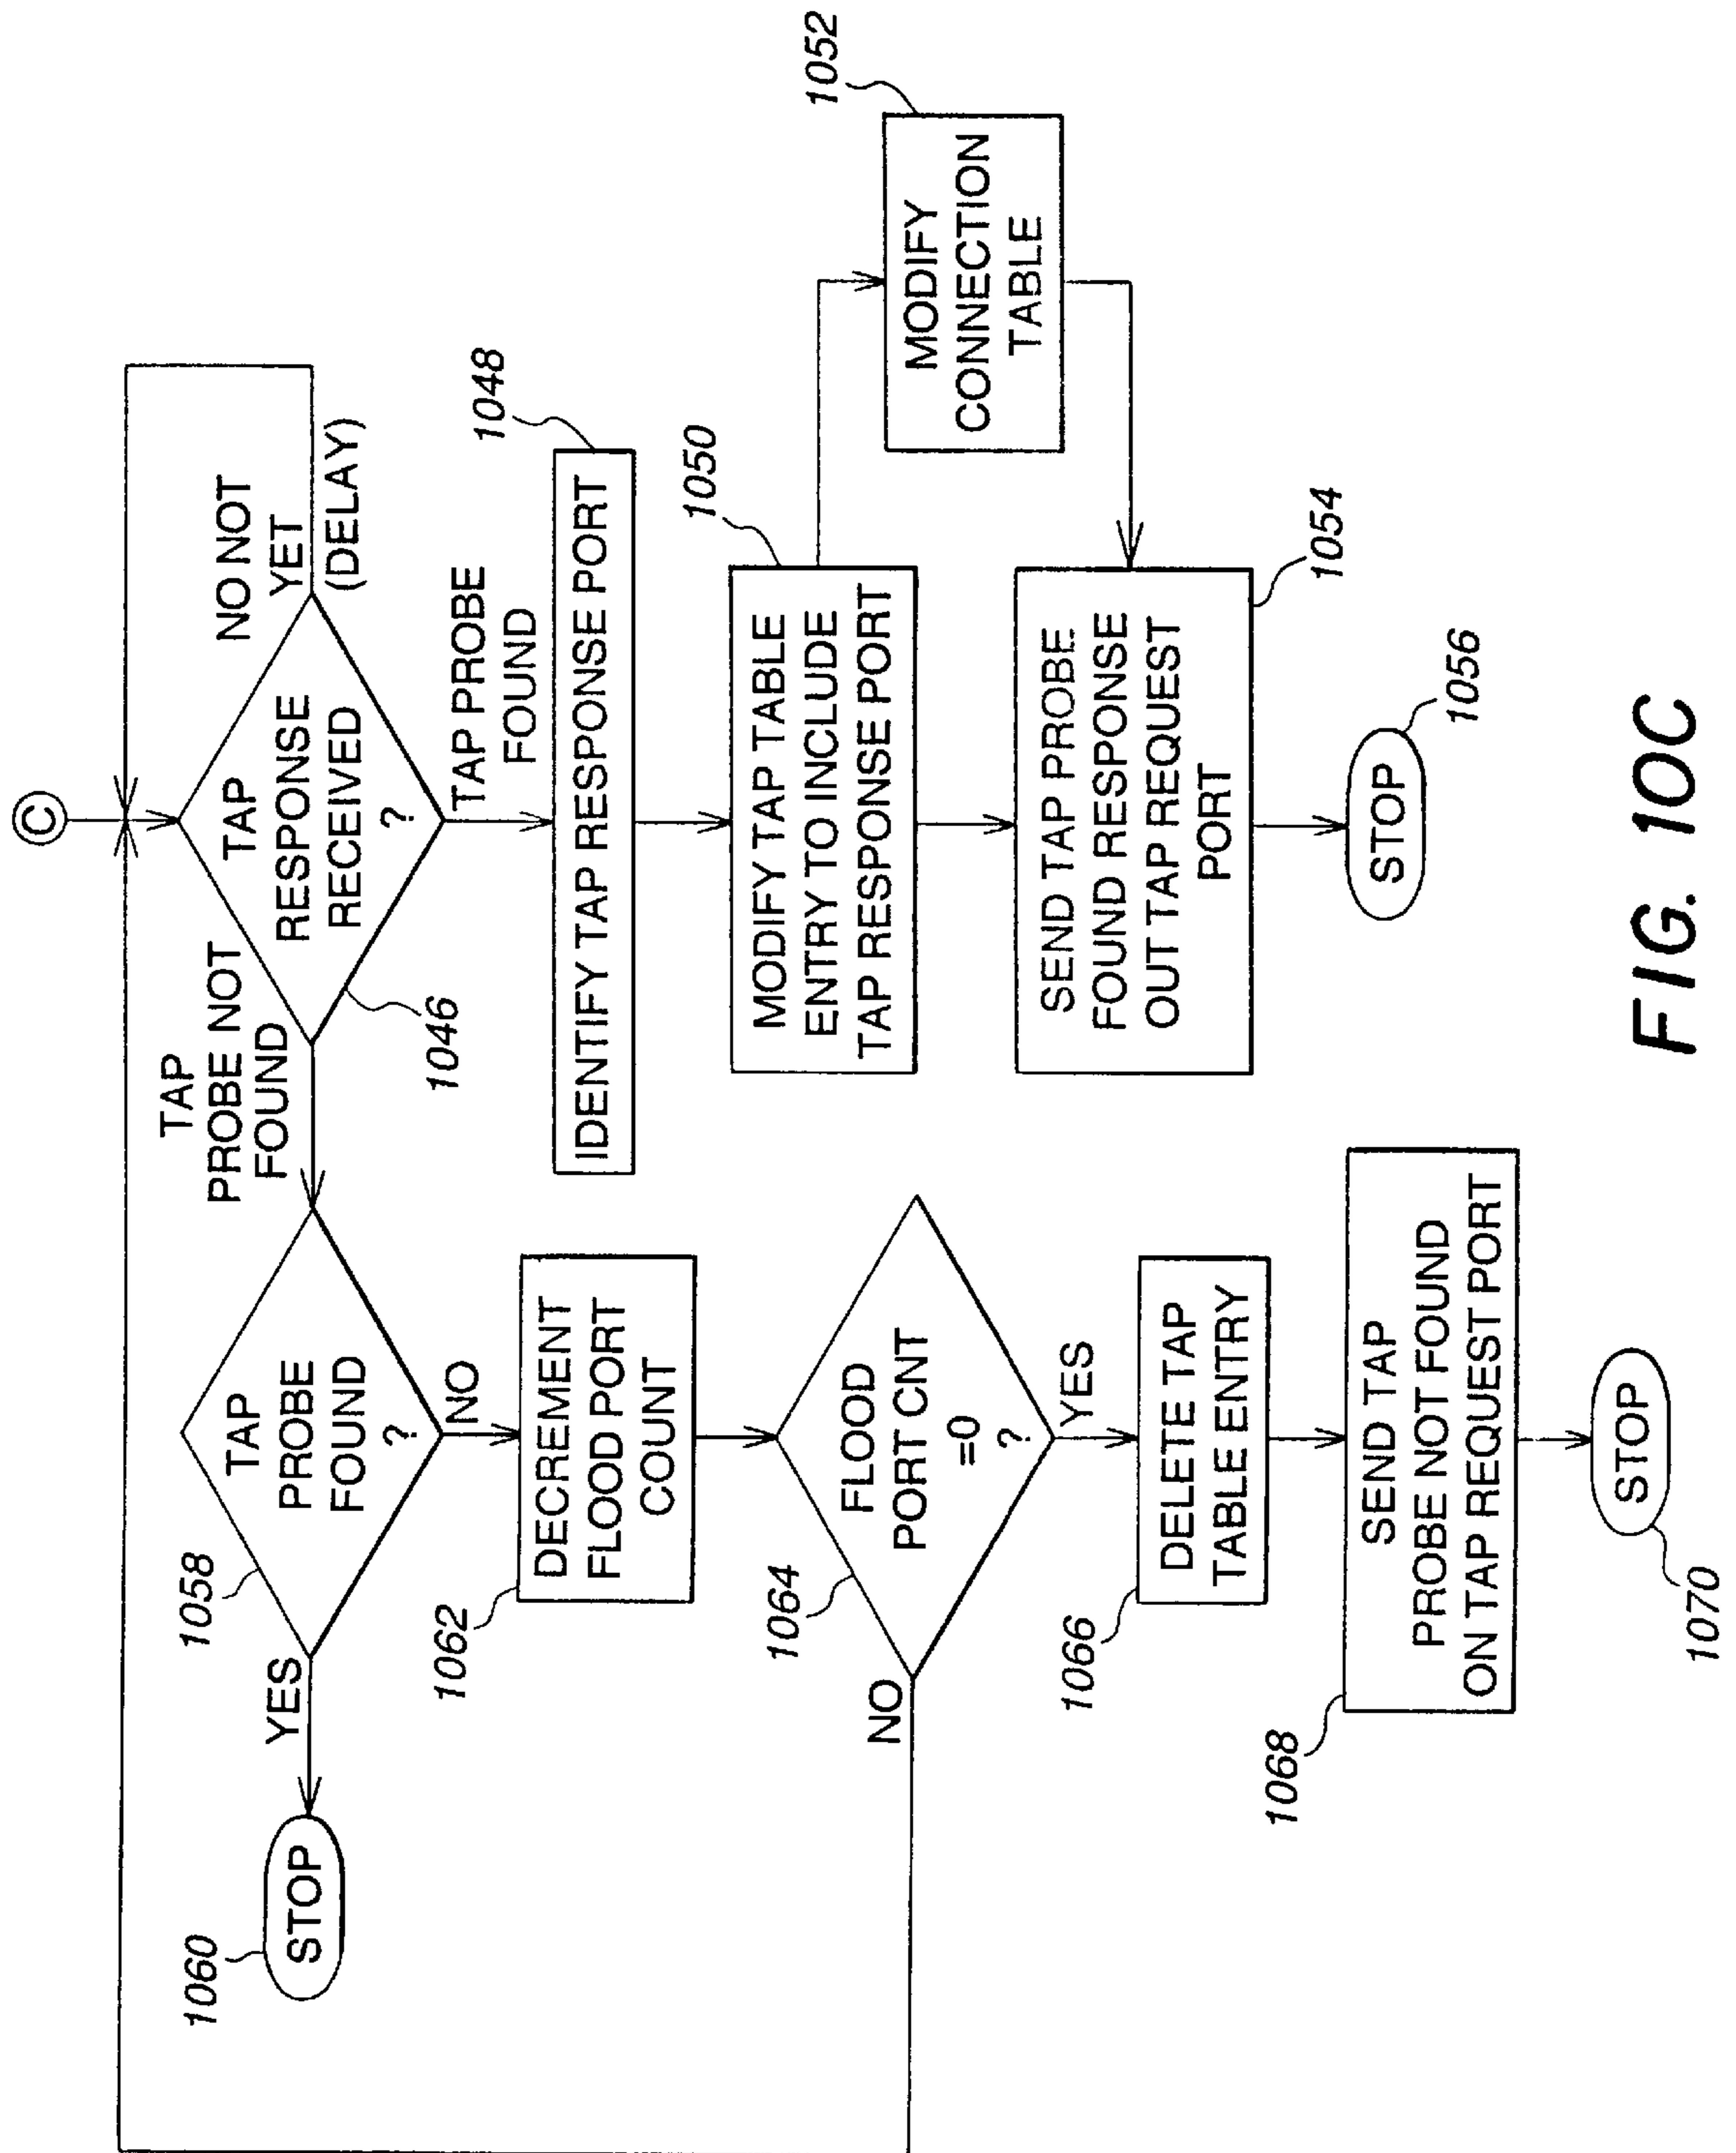 C
TAP
RESPONSE
RECEIVED
?
1046
NO NOT
YET
(DELAY)
TAP PROBE
FOUND
IDENTIFY TAP RESPONSE PORT
1048
MODIFY TAP TABLE
ENTRY TO INCLUDE
TAP RESPONSE PORT
1050
MODIFY
CONNECTION
TABLE
1052
SEND TAP PROBE
FOUND RESPONSE
OUT TAP REQUEST
PORT
1054
STOP
1056
TAP
PROBE NOT
FOUND
TAP
PROBE
FOUND
?
1058
YES
STOP
1060
NO
DECREMENT
FLOOD PORT
COUNT
1062
FLOOD
PORT CNT
=0
?
1064
NO
YES
DELETE TAP
TABLE ENTRY
1066
SEND TAP
PROBE NOT FOUND
ON TAP REQUEST PORT
1068
STOP
1070
FIG. 10C